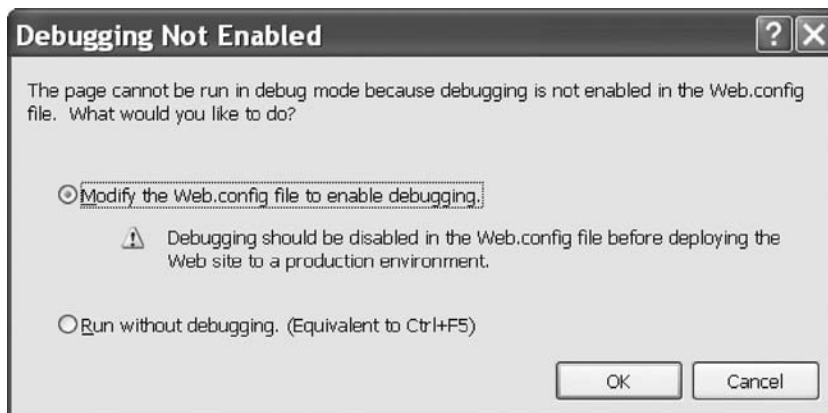 Debugging Not Enabled
The page cannot be run in debug mode because debugging is not enabled in the Web.config
file. What would you like to do?
Modify the Web.config file to enable debugging.
Debugging should be disabled in the Web.config file before deploying the
Web site to a production environment.
Run without debugging. (Equivalent to Ctrl+F5)
OK
Cancel